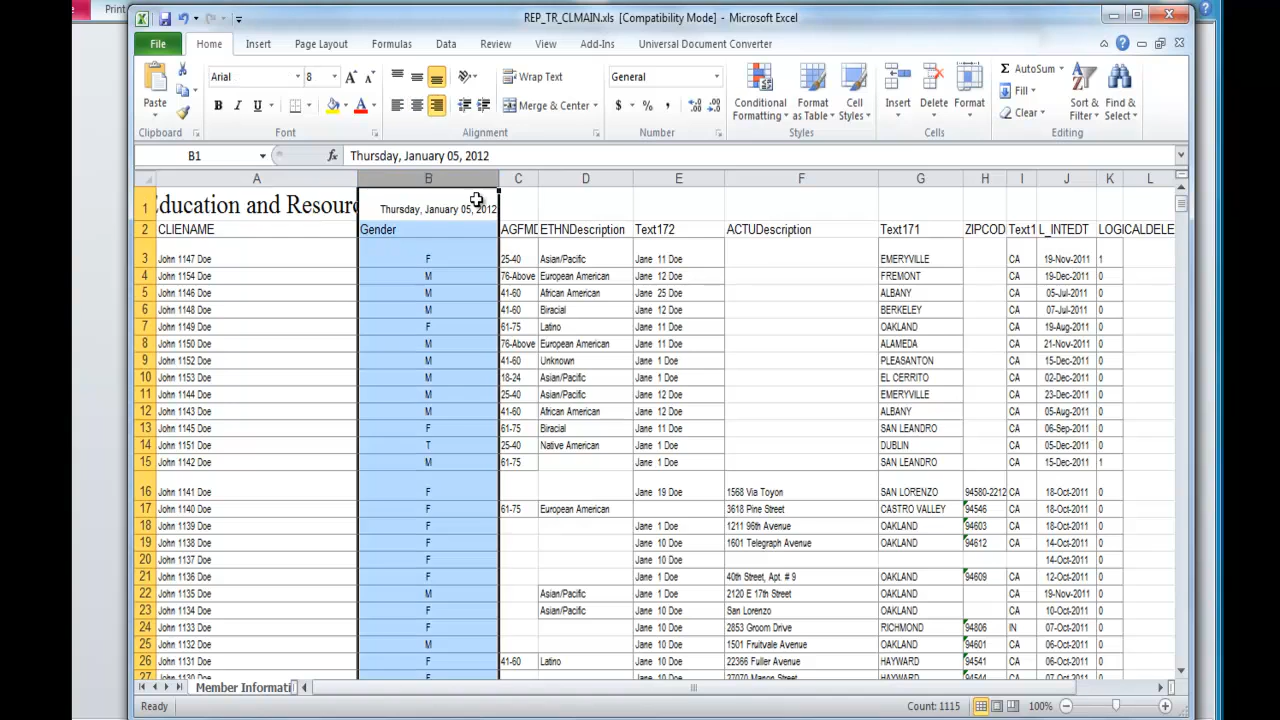 Print
REP_TR_CLMAIN.xls [Compatibility Mode] - Microsoft Excel
File Home Insert Page Layout Formulas Data Review View Add-Ins Universal Document Converter
Paste Arial 8 Wrap Text General Conditional Formatting Format as Table Cell Styles Insert Delete Format AutoSum Fill Clear Sort & Filter Find & Select
B I U Merge & Center $ % ,
Clipboard Font Alignment Number Styles Cells Editing
B1 fx Thursday, January 05, 2012
A B C D E F G H I J K L
1 Education and Resourc Thursday, January 05, 2012
2 CLIENAME Gender AGFMD ETHNDescription Text172 ACTUDescription Text171 ZIPCOD Text1 L_INTEDT LOGICALDELE
3 John 1147 Doe F 25-40 Asian/Pacific Jane 11 Doe EMERYVILLE CA 19-Nov-2011 1
4 John 1154 Doe M 76-Above European American Jane 12 Doe FREMONT CA 19-Dec-2011 0
5 John 1146 Doe M 41-60 African American Jane 25 Doe ALBANY CA 05-Jul-2011 0
6 John 1148 Doe M 41-60 Biracial Jane 12 Doe BERKELEY CA 07-Jul-2011 0
7 John 1149 Doe F 61-75 Latino Jane 11 Doe OAKLAND CA 19-Aug-2011 0
8 John 1150 Doe M 76-Above European American Jane 11 Doe ALAMEDA CA 21-Nov-2011 0
9 John 1152 Doe M 41-60 Unknown Jane 1 Doe PLEASANTON CA 15-Dec-2011 0
10 John 1153 Doe M 18-24 Asian/Pacific Jane 1 Doe EL CERRITO CA 02-Dec-2011 0
11 John 1144 Doe M 25-40 Asian/Pacific Jane 12 Doe EMERYVILLE CA 23-Dec-2011 0
12 John 1143 Doe M 41-60 African American Jane 12 Doe ALBANY CA 05-Aug-2011 0
13 John 1145 Doe F 61-75 Biracial Jane 11 Doe SAN LEANDRO CA 06-Sep-2011 0
14 John 1151 Doe T 25-40 Native American Jane 1 Doe DUBLIN CA 05-Dec-2011 0
15 John 1142 Doe M 61-75 Jane 1 Doe SAN LEANDRO CA 15-Dec-2011 1
16 John 1141 Doe F Jane 19 Doe 1568 Via Toyon SAN LORENZO 94580-2212 CA 18-Oct-2011 0
17 John 1140 Doe F 61-75 European American 3618 Pine Street CASTRO VALLEY 94546 CA 18-Oct-2011 0
18 John 1139 Doe F Jane 1 Doe 1211 96th Avenue OAKLAND 94603 CA 18-Oct-2011 0
19 John 1138 Doe F Jane 10 Doe 1601 Telegraph Avenue OAKLAND 94612 CA 14-Oct-2011 0
20 John 1137 Doe F Jane 10 Doe 14-Oct-2011 0
21 John 1136 Doe F Jane 1 Doe 40th Street, Apt. # 9 OAKLAND 94609 CA 12-Oct-2011 0
22 John 1135 Doe M Asian/Pacific Jane 1 Doe 2120 E 17th Street OAKLAND CA 19-Nov-2011 0
23 John 1134 Doe F Asian/Pacific Jane 10 Doe San Lorenzo OAKLAND CA 10-Oct-2011 0
24 John 1133 Doe F Jane 10 Doe 2853 Groom Drive RICHMOND 94806 IN 07-Oct-2011 0
25 John 1132 Doe M Jane 10 Doe 1501 Fruitvale Avenue OAKLAND 94601 CA 06-Oct-2011 0
26 John 1131 Doe F 41-60 Latino Jane 10 Doe 22366 Fuller Avenue HAYWARD 94541 CA 06-Oct-2011 0
27 John 1130 Doe F Jane 10 Doe 27070 Manon Street HAYWARD 94544 CA 06-Oct-2011 0
Member Informati
Ready Count: 1115 100%